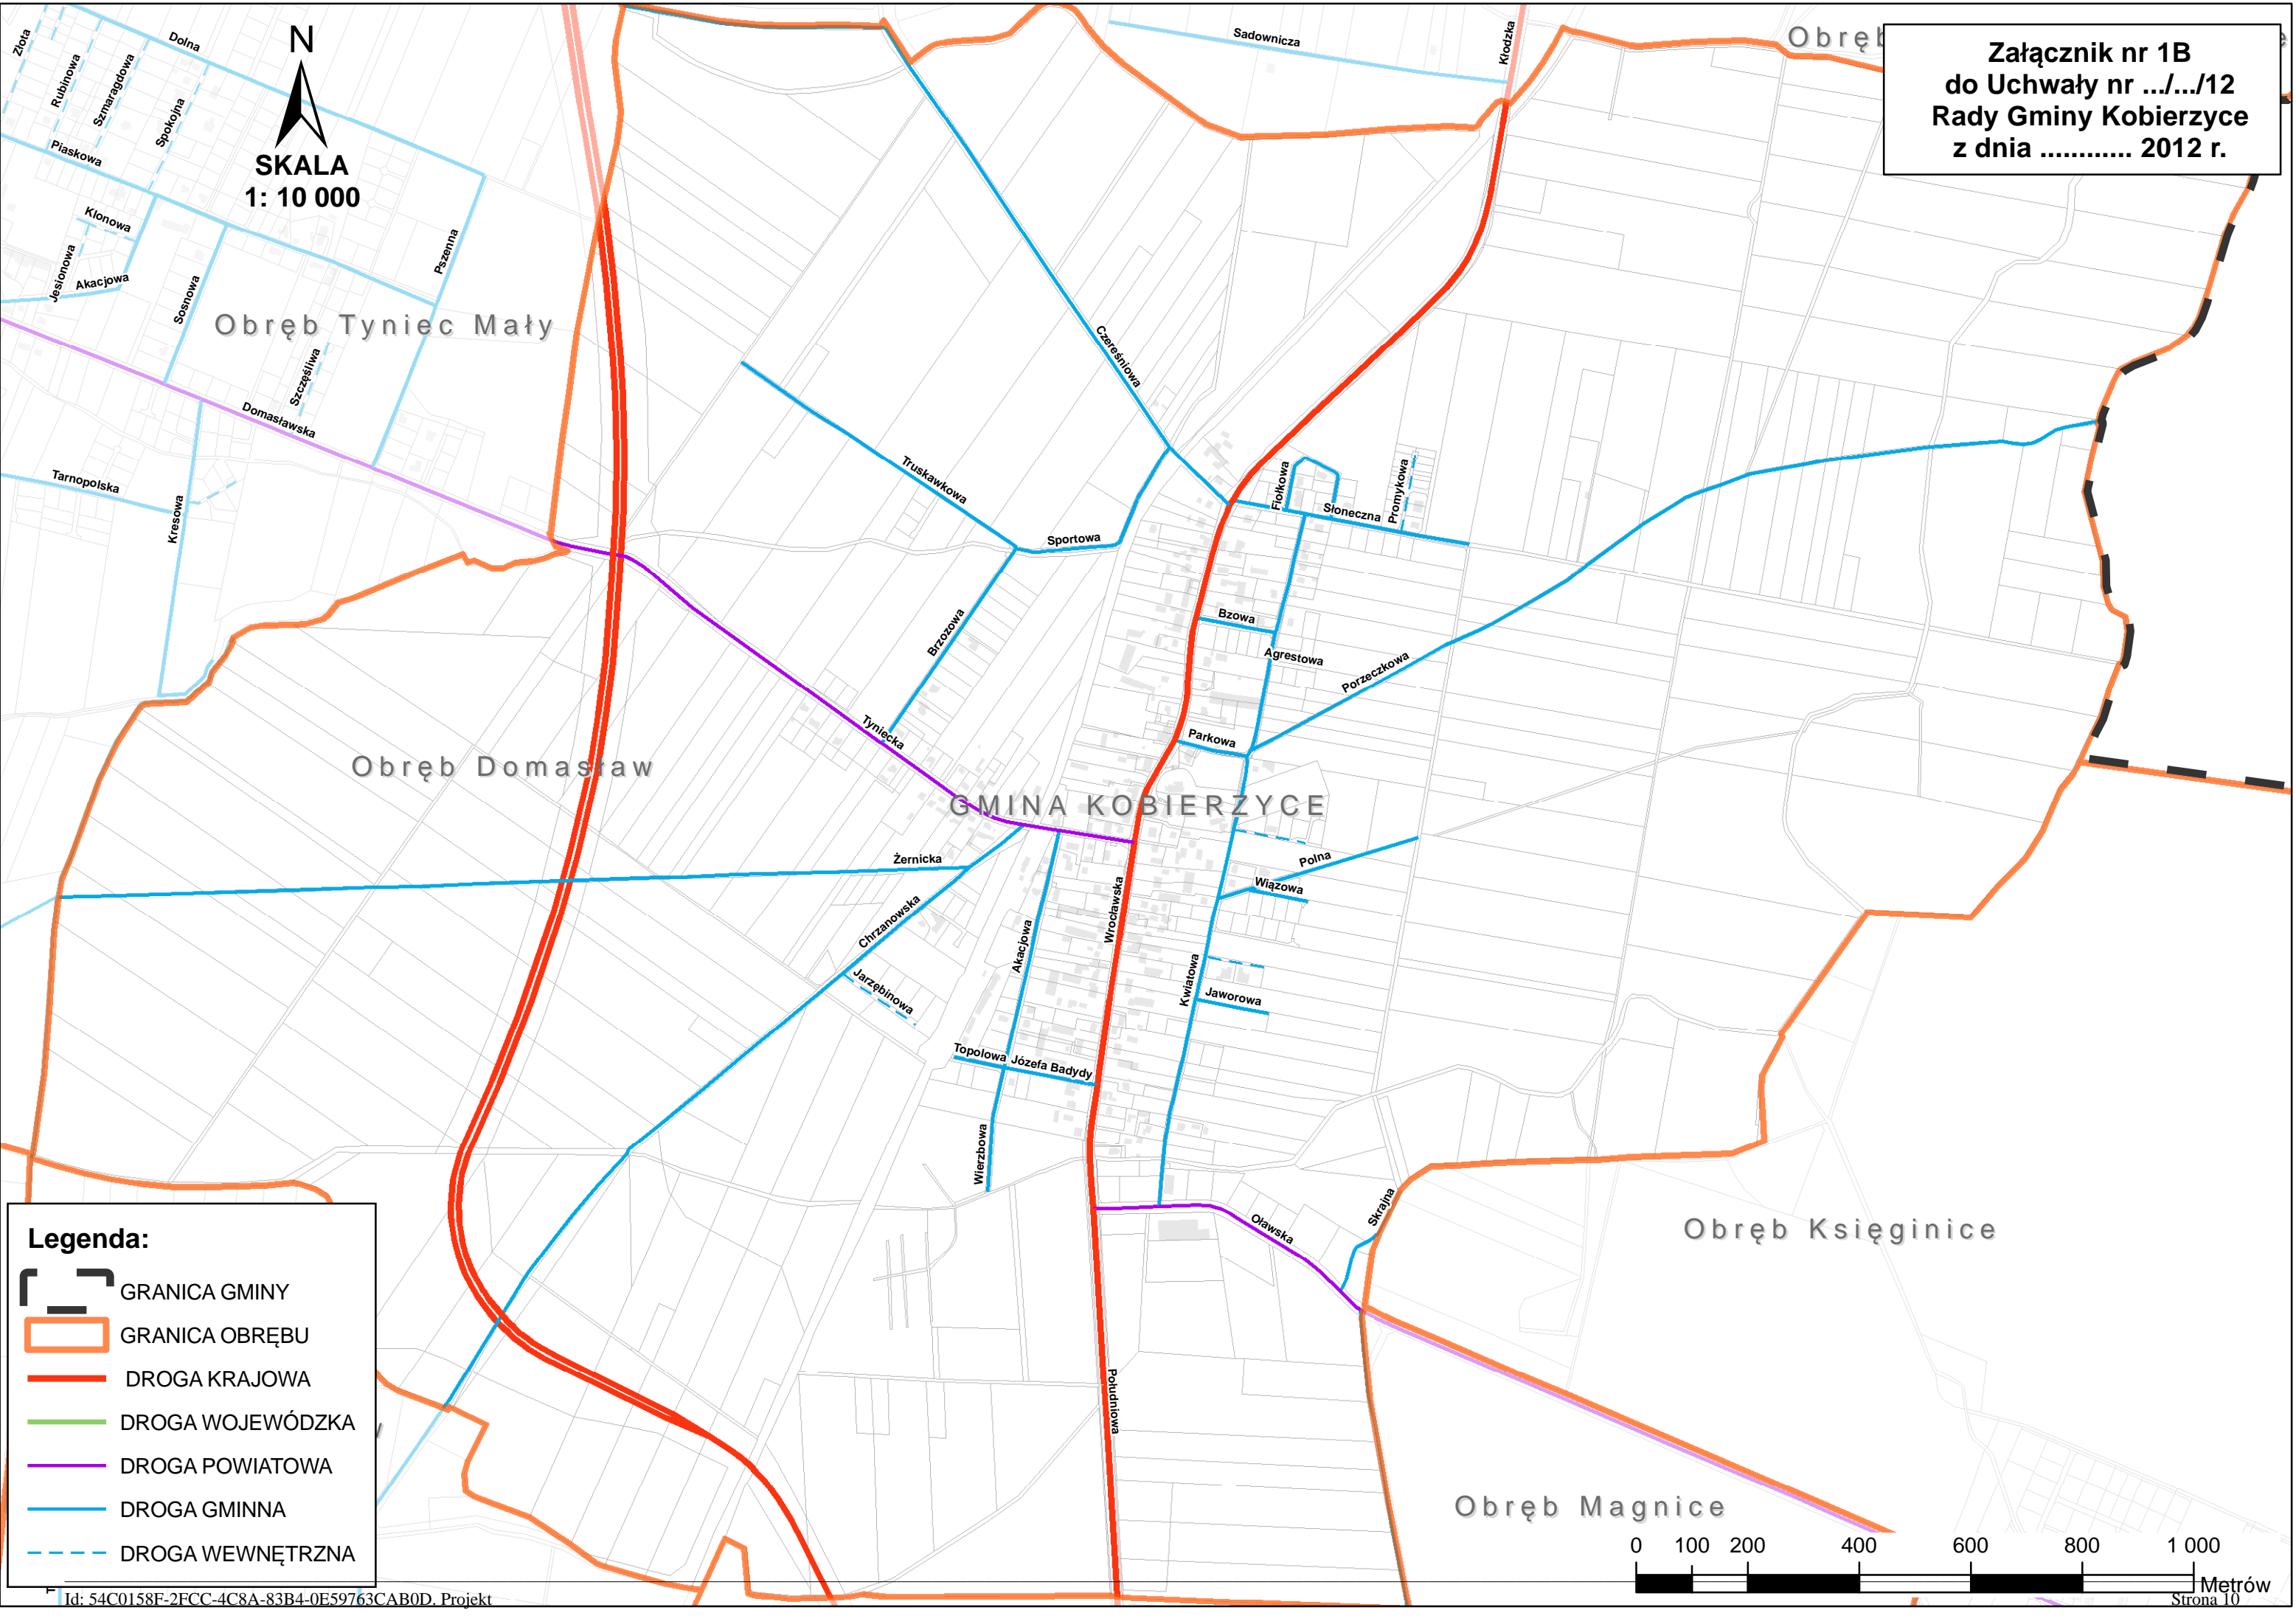 Załącznik nr 1B
do Uchwały nr .../.../12
Rady Gminy Kobierzyce
z dnia ............ 2012 r.
N
SKALA
1: 10 000
Złota
Rubinowa
Szmaragdowa
Spokojna
Dolna
Piaskowa
Klonowa
Jesionowa
Akacjowa
Sosnowa
Pszenna
Szczęśliwa
Domasławska
Tarnopolska
Kresowa
Sadownicza
Kłodzka
Obręb
Obręb Tyniec Mały
Czereśniowa
Truskawkowa
Sportowa
Fiołkowa
Słoneczna
Promykowa
Brzozowa
Bzowa
Agrestowa
Porzeczkowa
Tyniecka
Parkowa
Obręb Domasław
GMINA KOBIERZYCE
Żernicka
Polna
Wiązowa
Chrzanowska
Wrocławska
Akacjowa
Kwiatowa
Jarzębinowa
Jaworowa
Topolowa
Józefa Badydy
Wierzbowa
Skrajna
Oławska
Obręb Księginice
Południowa
Obręb Magnice
Legenda:
GRANICA GMINY
GRANICA OBRĘBU
DROGA KRAJOWA
DROGA WOJEWÓDZKA
DROGA POWIATOWA
DROGA GMINNA
DROGA WEWNĘTRZNA
0 100 200 400 600 800 1 000
Metrów
Id: 54C0158F-2FCC-4C8A-83B4-0E59763CAB0D. Projekt
Strona 10